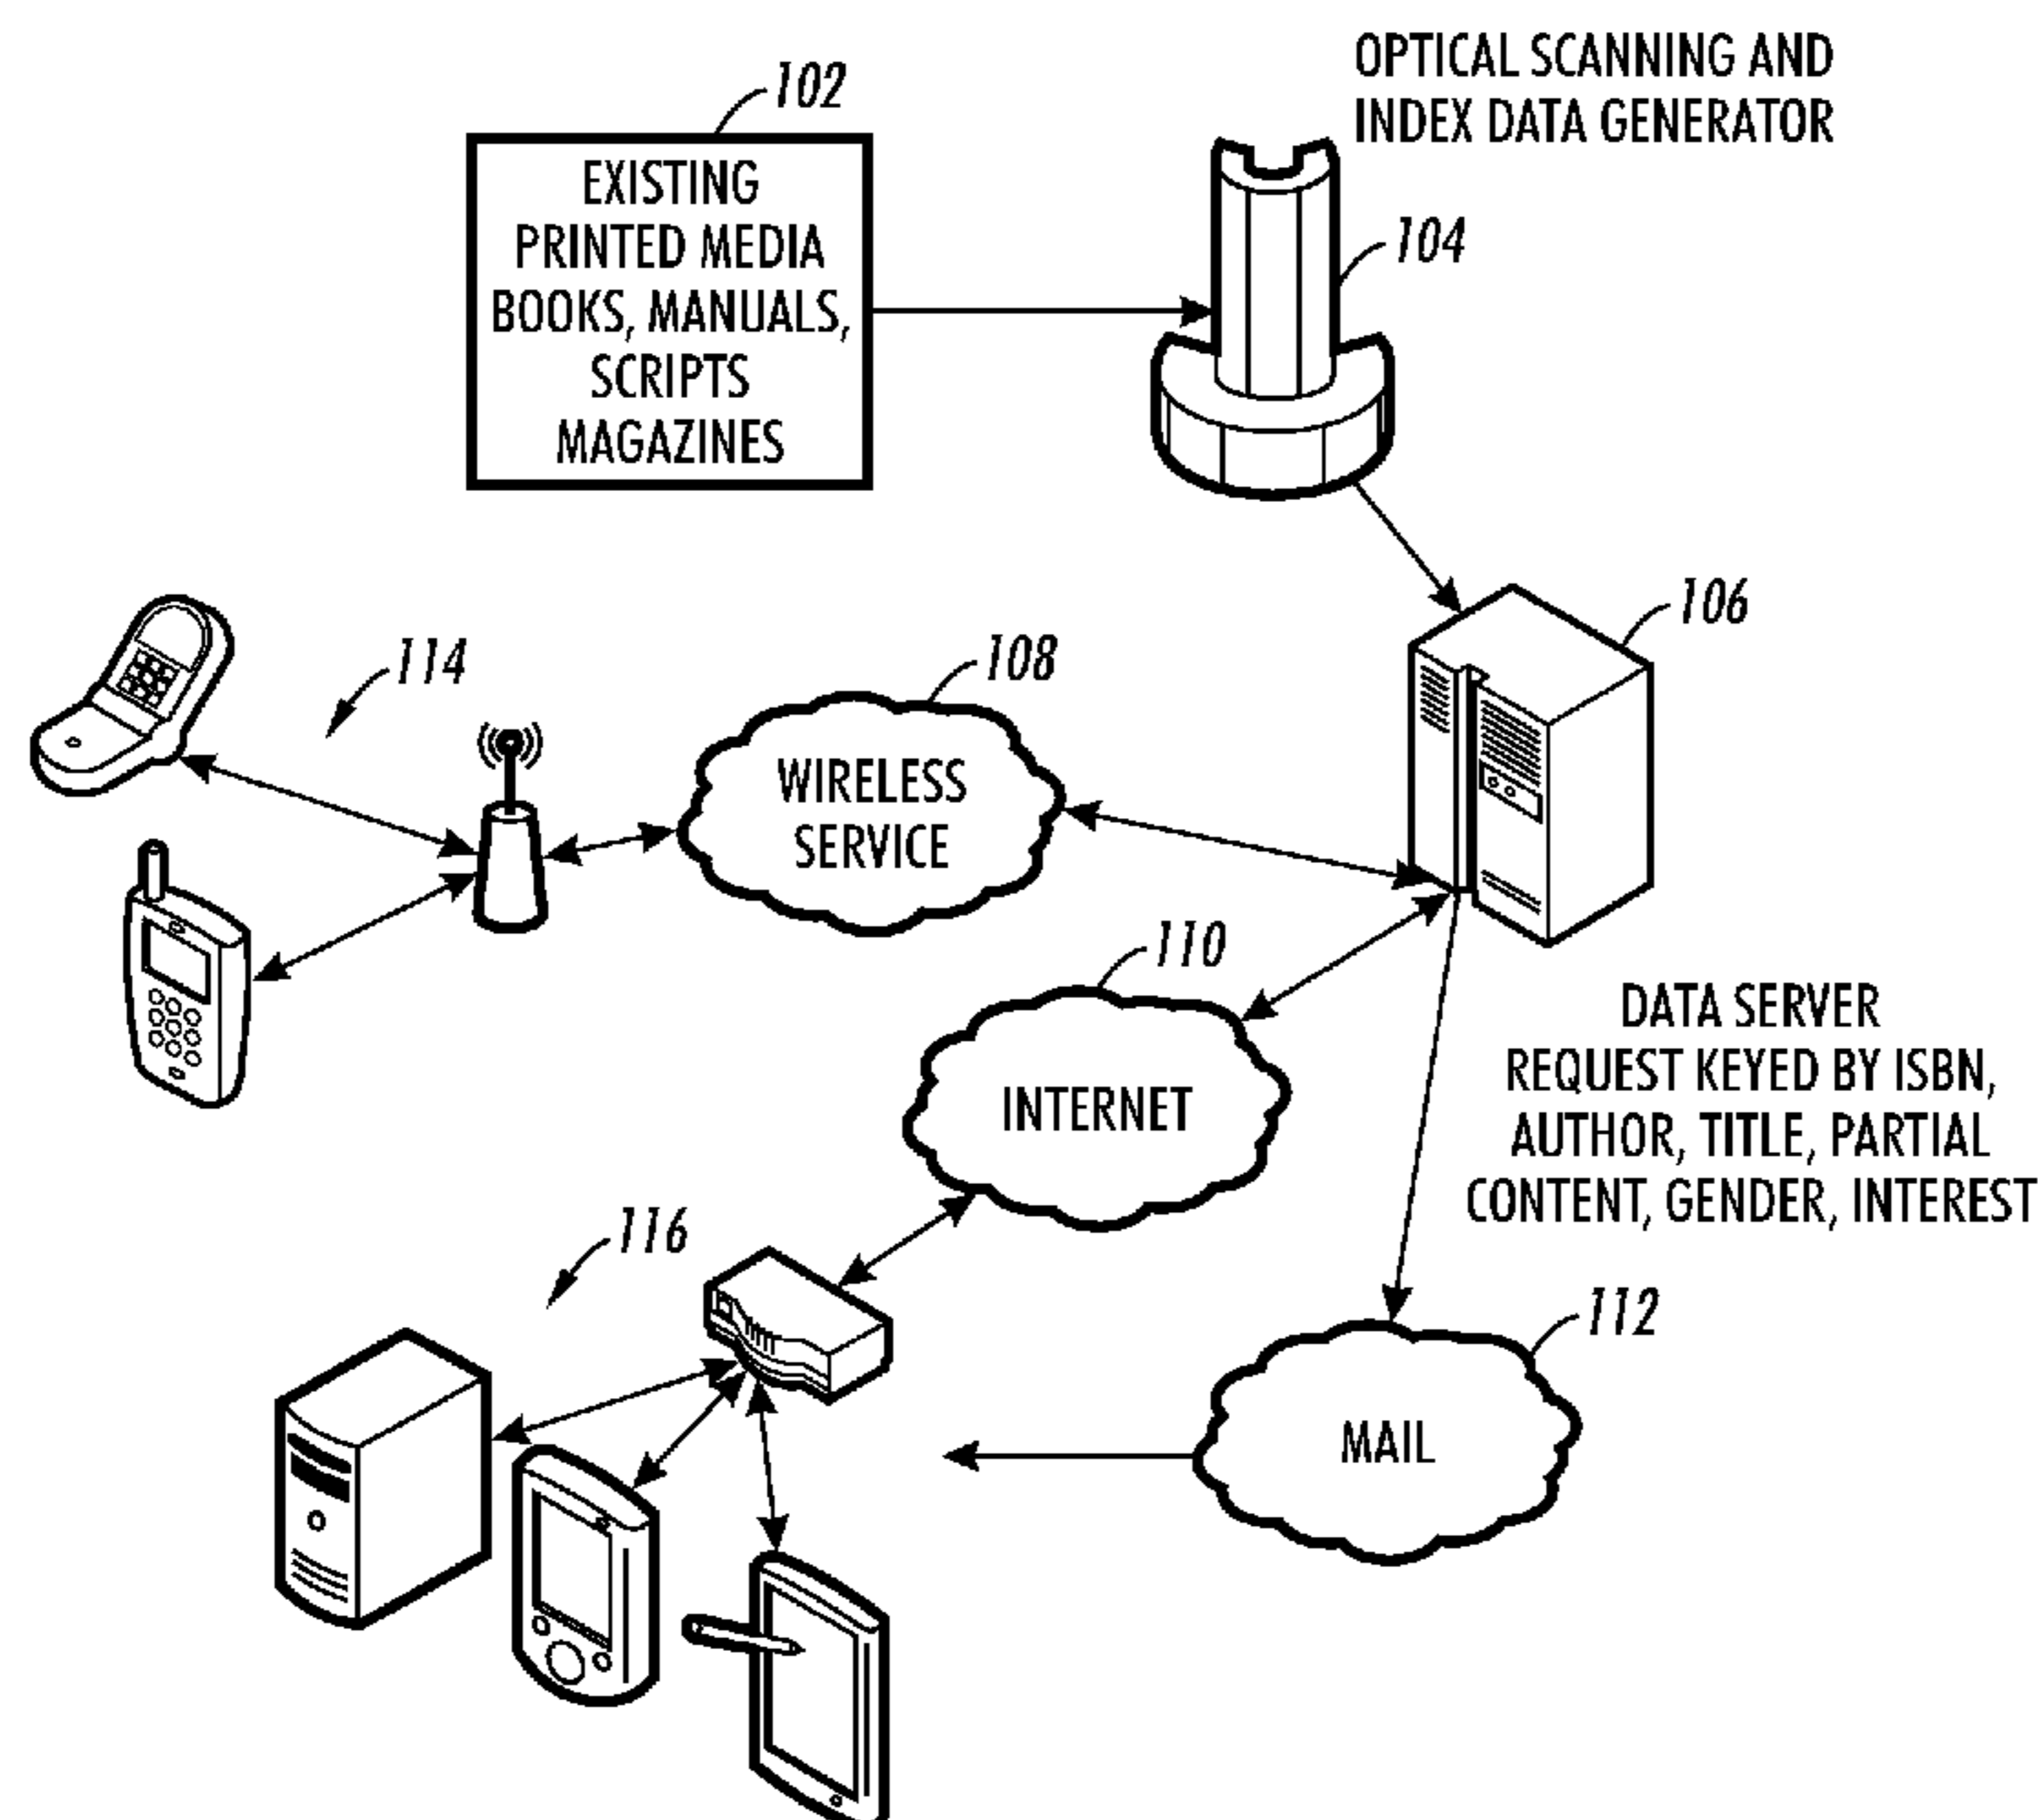 OPTICAL SCANNING AND
INDEX DATA GENERATOR
102
EXISTING
PRINTED MEDIA
BOOKS, MANUALS,
SCRIPTS
MAGAZINES
104
106
114
108
WIRELESS
SERVICE
110
INTERNET
DATA SERVER
REQUEST KEYED BY ISBN,
AUTHOR, TITLE, PARTIAL
CONTENT, GENDER, INTEREST
116
112
MAIL